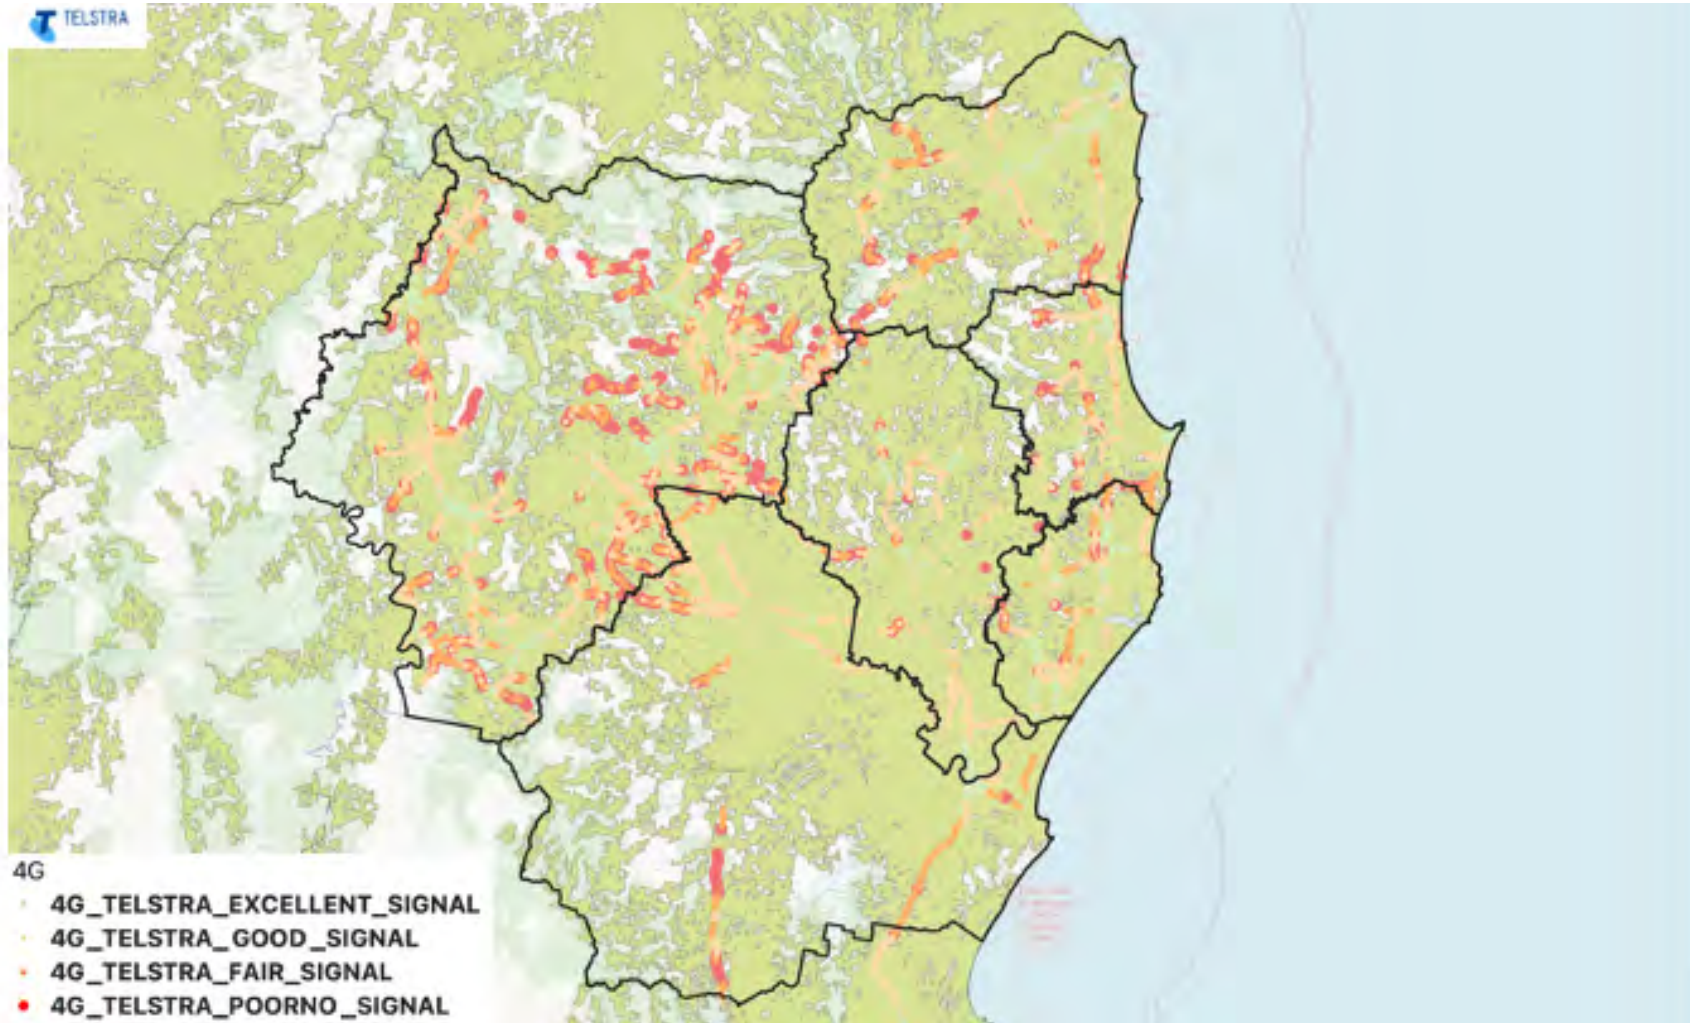 TELSTRA
4G
4G_TELSTRA_EXCELLENT_SIGNAL
4G_TELSTRA_GOOD_SIGNAL
4G_TELSTRA_FAIR_SIGNAL
4G_TELSTRA_POORNO_SIGNAL